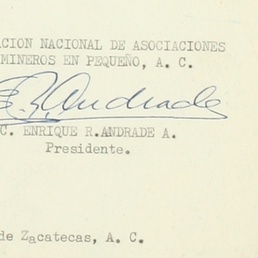 ACION NACIONAL DE ASOCIACIONES
MINEROS EN PEQUEÑO, A. C.
Andrade
C. ENRIQUE R.ANDRADE A.
Presidente.
de Zacatecas, A. C.